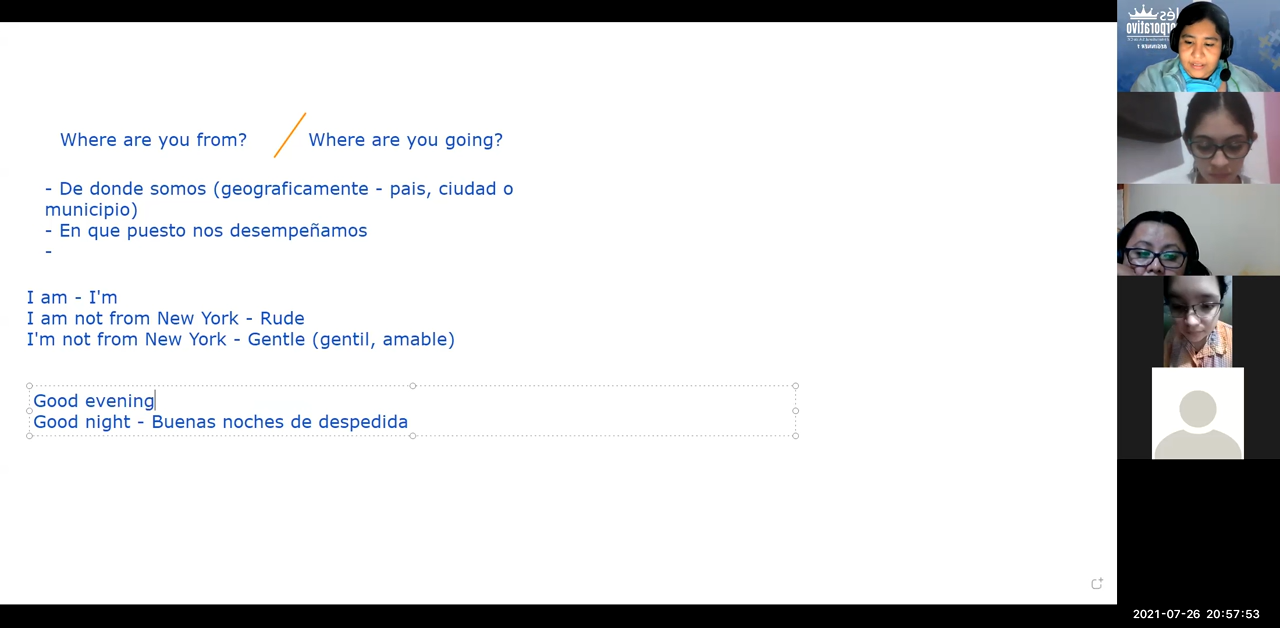 Where are you from? Where are you going?
- De donde somos (geograficamente - pais, ciudad o
municipio)
- En que puesto nos desempeñamos
-
I am - I'm
I am not from New York - Rude
I'm not from New York - Gentle (gentil, amable)
Good evening
Good night - Buenas noches de despedida
2021-07-26 20:57:53